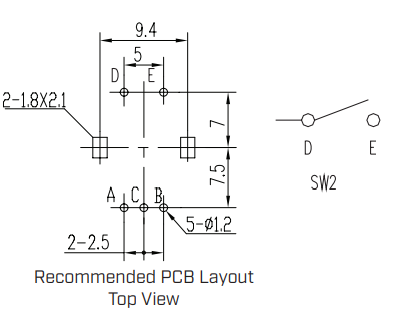 9.4
5
D E
2-1.8X2.1
7
D E
7.5
A C B
SW2
5-ø1.2
2-2.5
Recommended PCB Layout
Top View